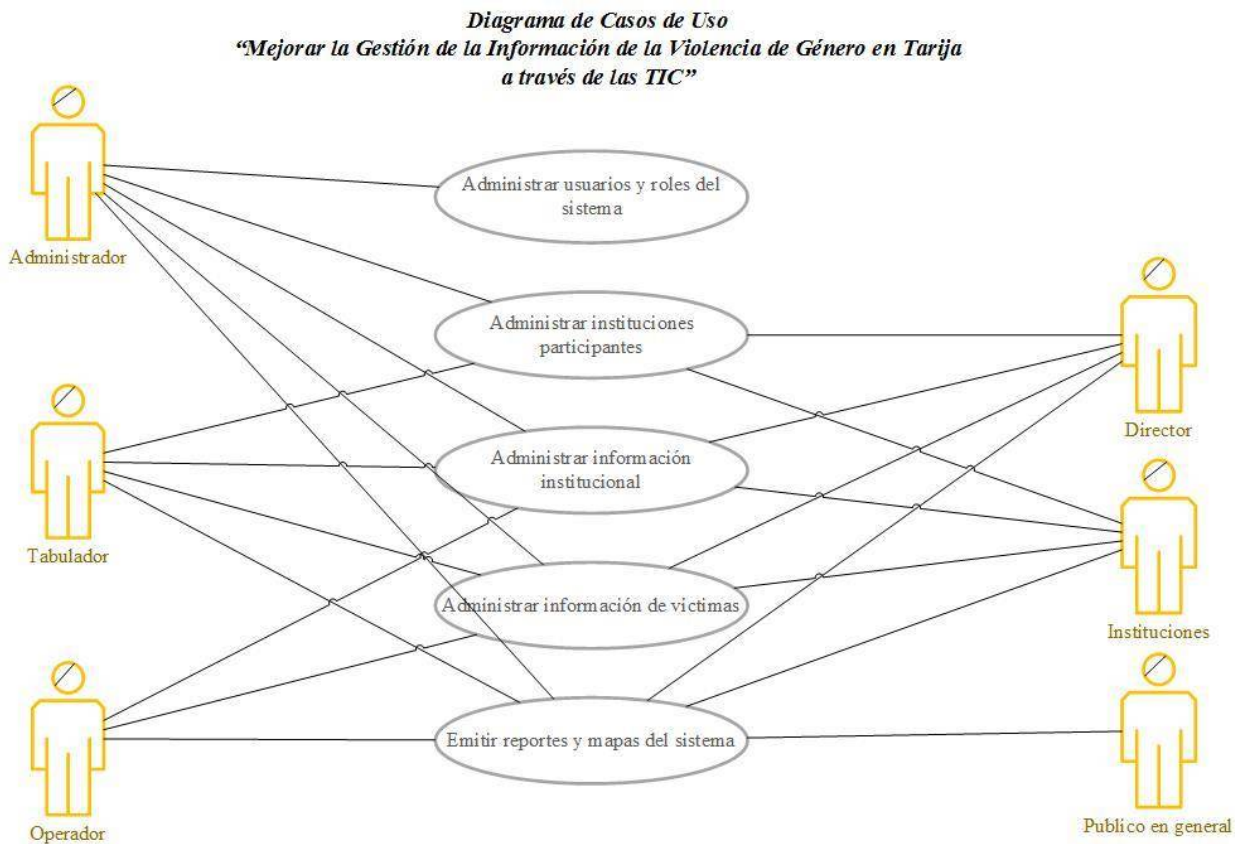 Diagrama de Casos de Uso
“Mejorar la Gestión de la Información de la Violencia de Género en Tarija
a través de las TIC”
Administrar usuarios y roles del
sistema
Administrador
Administrar instituciones
participantes
Director
Administrar información
institucional
Tabulador
Administrar información de victimas
Instituciones
Emitir reportes y mapas del sistema
Operador
Publico en general